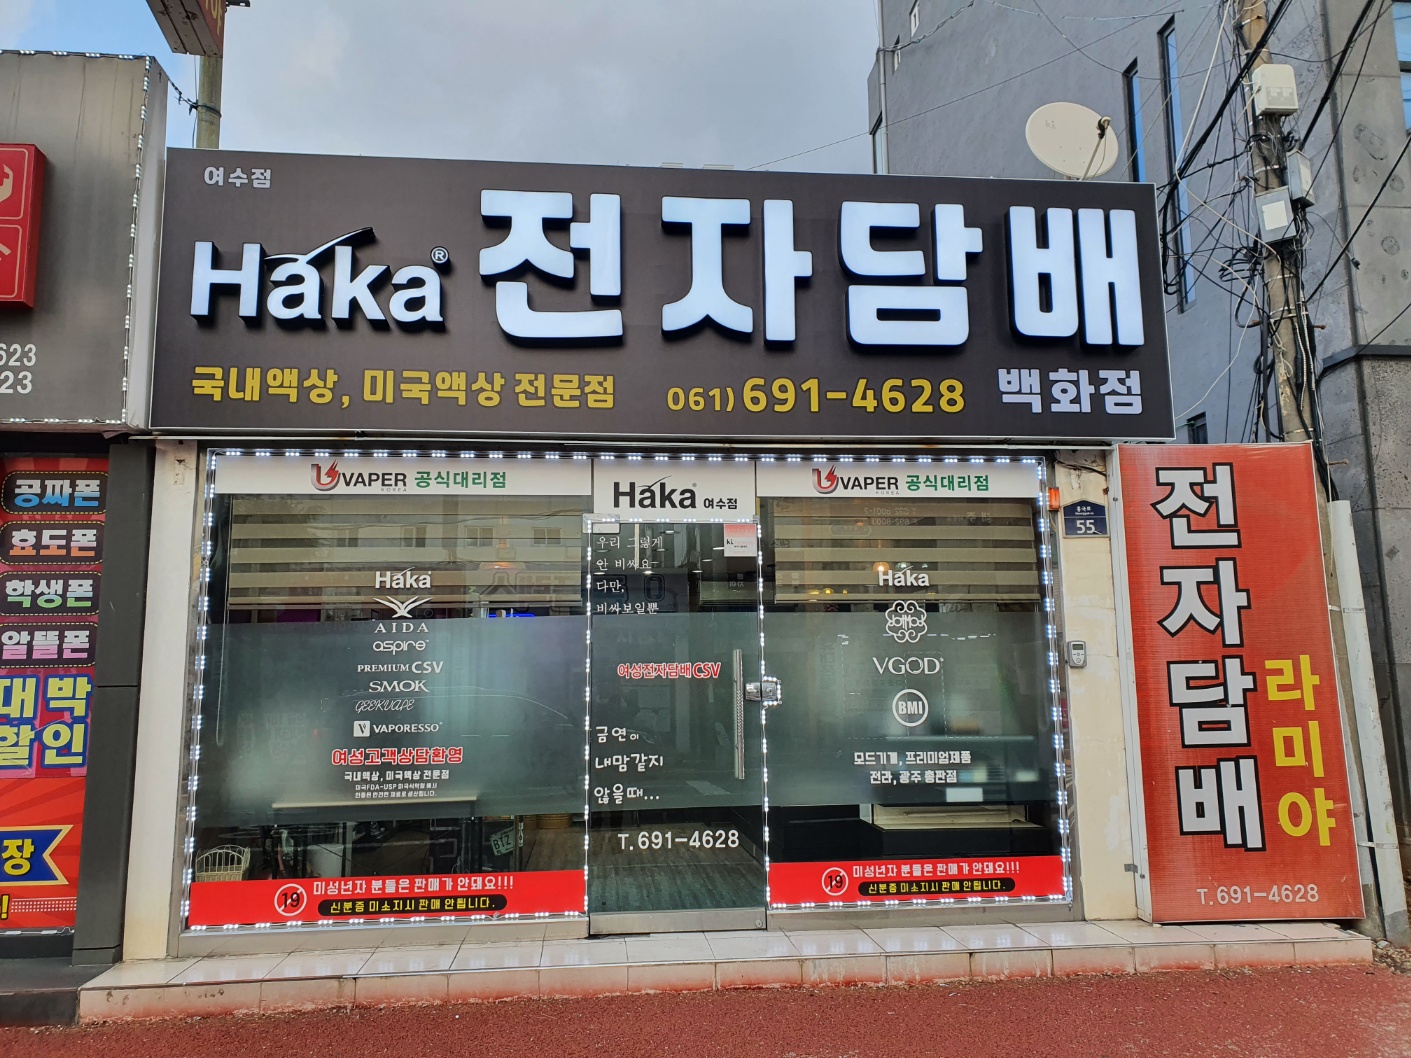 여수점
Haka® 전자담배
국내액상, 미국액상 전문점 061)691-4628 백화점
623
23
공짜폰
효도폰
학생폰
알뜰폰
대박
할인
장
!
VAPER 공식대리점
KOREA
Haka 여수점
VAPER 공식대리점
KOREA
55
Haka
AIDA
aspire
PREMIUM CSV
SMOK
GEEKVAPE
VAPORESSO
여성고객상담환영
국내액상, 미국액상 전문점
우리 그렇게
안 비싸요
다만,
비싸보일뿐
여성전자담배 CSV
금연이
내맘같지
않을때...
T. 691-4628
Haka
VGOD
BMI
모드기계, 프리미엄제품
전라, 광주 총판점
19 미성년자 분들은 판매가 안돼요!!!
신분증 미소지시 판매 안됩니다.
19 미성년자 분들은 판매가 안돼요!!!
신분증 미소지시 판매 안됩니다.
전자담배
라미야
T. 691-4628